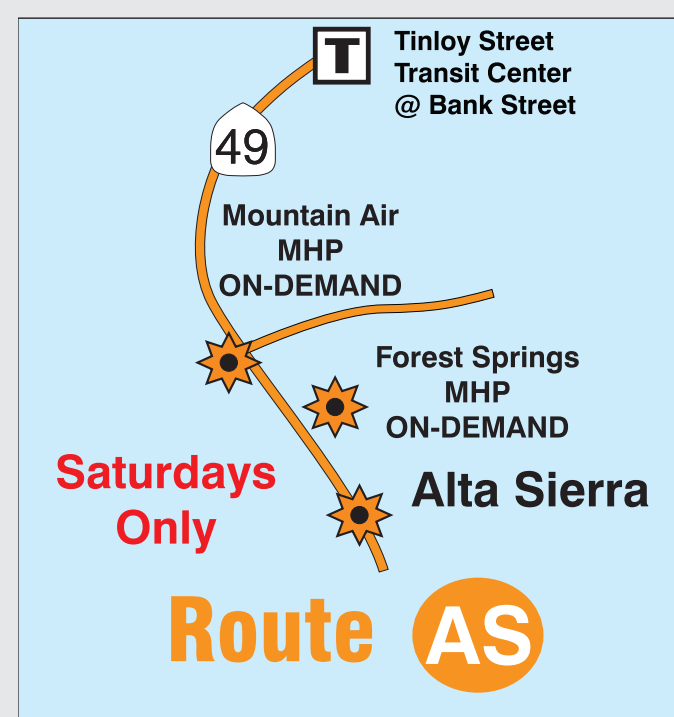 T
Tinloy Street
Transit Center
@ Bank Street
49
Mountain Air
MHP
ON-DEMAND
Forest Springs
MHP
ON-DEMAND
Saturdays
Only
Alta Sierra
Route AS